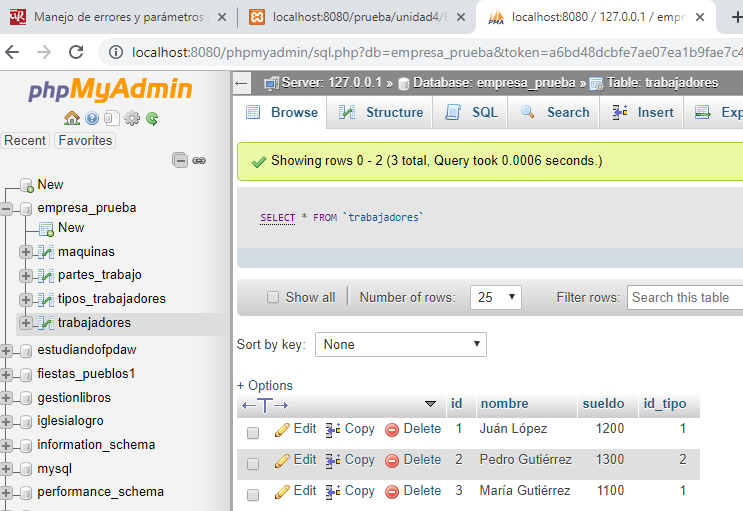 Manejo de errores y parámetros
localhost:8080/prueba/unidad4/
localhost:8080 / 127.0.0.1 / empr
localhost:8080/phpmyadmin/sql.php?db=empresa_prueba&token=a6bd48dcbfe7ae07ea1b9fae7c4
phpMyAdmin
Recent Favorites
New
empresa_prueba
New
maquinas
partes_trabajo
tipos_trabajadores
trabajadores
estudiandofpdaw
fiestas_pueblos1
gestionlibros
iglesialogro
information_schema
mysql
performance_schema
Server: 127.0.0.1 » Database: empresa_prueba » Table: trabajadores
Browse Structure SQL Search Insert Exp
Showing rows 0 - 2 (3 total, Query took 0.0006 seconds.)
SELECT * FROM `trabajadores`
Show all Number of rows: 25 Filter rows: Search this table
Sort by key: None
+ Options
id nombre sueldo id_tipo
Edit Copy Delete 1 Juán López 1200 1
Edit Copy Delete 2 Pedro Gutiérrez 1300 2
Edit Copy Delete 3 María Gutiérrez 1100 1